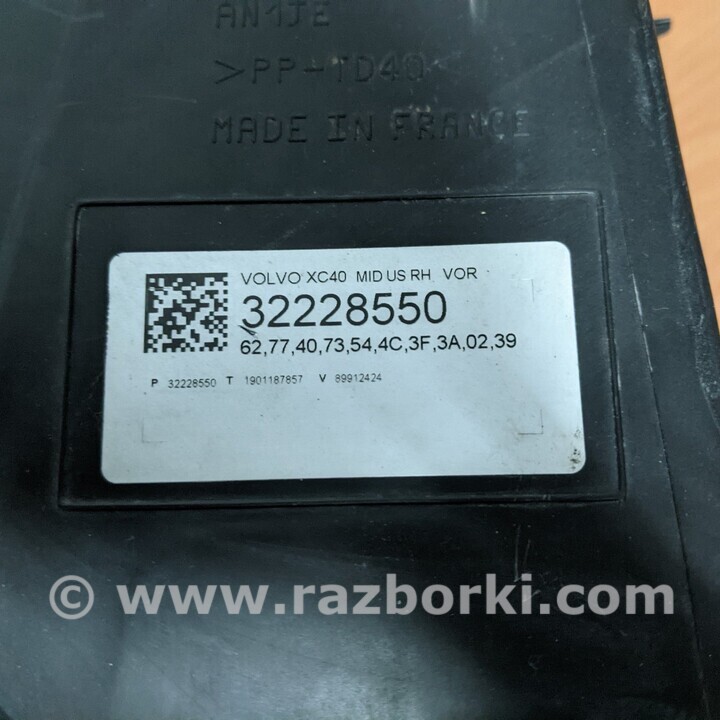 AN1JE
>PP-TD40
MADE IN FRANCE
VOLVO XC40 MID US RH VOR
32228550
62,77,40,73,54,4C,3F,3A,02,39
P 32228550 T 1901187857 V 89912424
© www.razborki.com